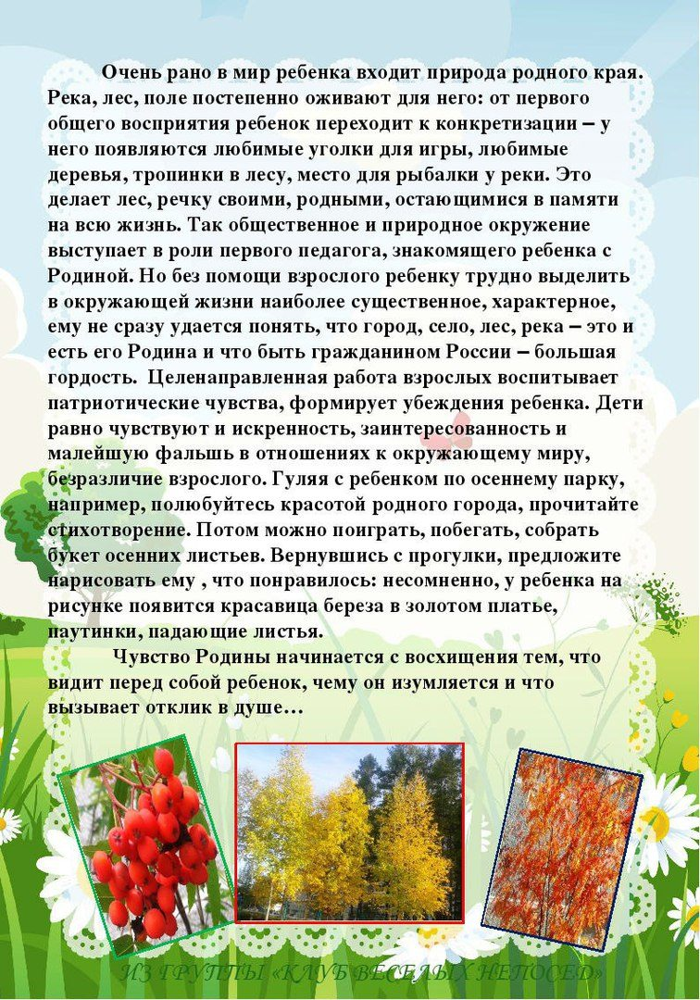 Очень рано в мир ребенка входит природа родного края.
Река, лес, поле постепенно оживают для него: от первого
общего восприятия ребенок переходит к конкретизации – у
него появляются любимые уголки для игры, любимые
деревья, тропинки в лесу, место для рыбалки у реки. Это
делает лес, речку своими, родными, остающимися в памяти
на всю жизнь. Так общественное и природное окружение
выступает в роли первого педагога, знакомящего ребенка с
Родиной. Но без помощи взрослого ребенку трудно выделить
в окружающей жизни наиболее существенное, характерное,
ему не сразу удается понять, что город, село, лес, река – это и
есть его Родина и что быть гражданином России – большая
гордость. Целенаправленная работа взрослых воспитывает
патриотические чувства, формирует убеждения ребенка. Дети
равно чувствуют и искренность, заинтересованность и
малейшую фальшь в отношениях к окружающему миру,
безразличие взрослого. Гуляя с ребенком по осеннему парку,
например, полюбуйтесь красотой родного города, прочитайте
стихотворение. Потом можно поиграть, побегать, собрать
букет осенних листьев. Вернувшись с прогулки, предложите
нарисовать ему , что понравилось: несомненно, у ребенка на
рисунке появится красавица береза в золотом платье,
паутинки, падающие листья.
Чувство Родины начинается с восхищения тем, что
видит перед собой ребенок, чему он изумляется и что
вызывает отклик в душе…
ИЗ ГРУППЫ «КЛУБ ВЕСЕЛЫХ НЕПОСЕД»